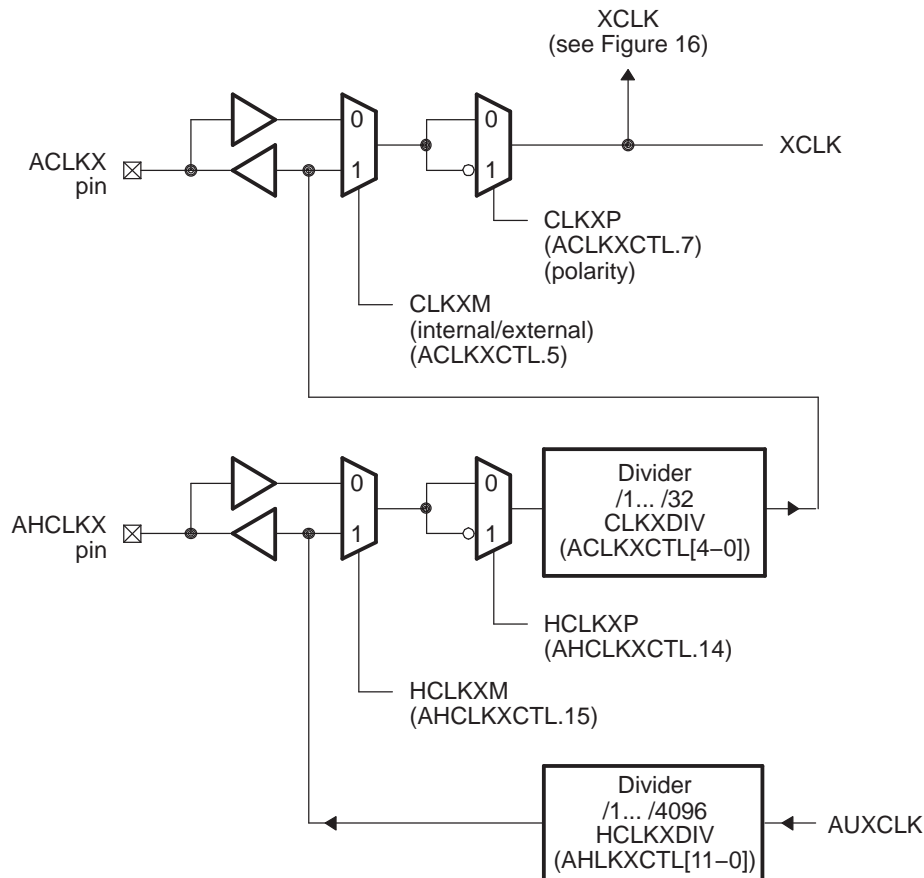 XCLK
(see Figure 16)
0
1
ACLKX
pin
XCLK
0
1
CLKXP
(ACLKXCTL.7)
(polarity)
CLKXM
(internal/external)
(ACLKXCTL.5)
0
1
AHCLKX
pin
0
1
Divider
/1... /32
CLKXDIV
(ACLKXCTL[4−0])
HCLKXP
(AHCLKXCTL.14)
HCLKXM
(AHCLKXCTL.15)
Divider
/1... /4096
HCLKXDIV
(AHLKXCTL[11−0])
AUXCLK